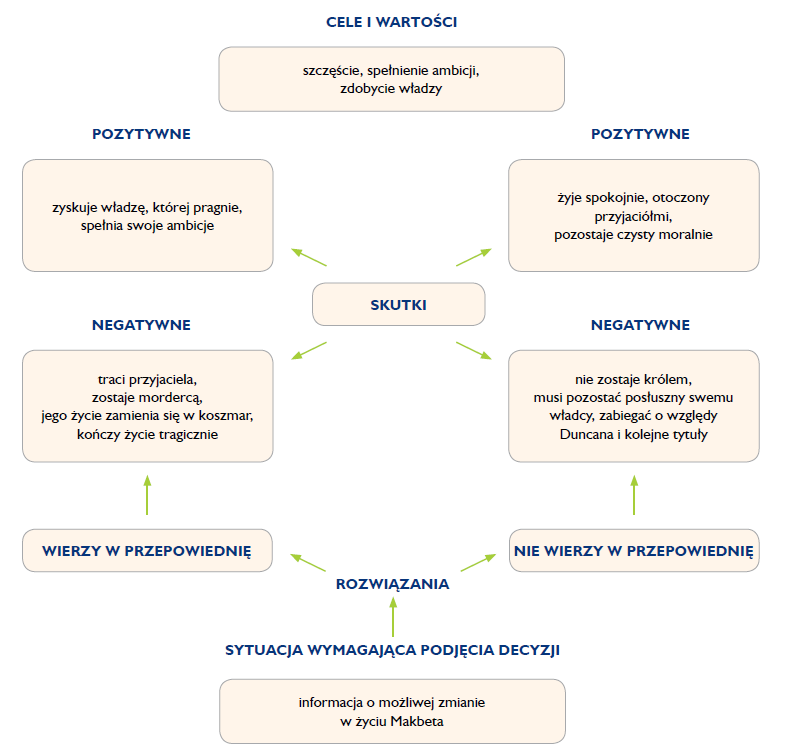 CELE I WARTOŚCI
szczęście, spełnienie ambicji,
zdobycie władzy
POZYTYWNE
zyskuje władzę, której pragnie,
spełnia swoje ambicje
POZYTYWNE
żyje spokojnie, otoczony
przyjaciółmi,
pozostaje czysty moralnie
SKUTKI
NEGATYWNE
traci przyjaciela,
zostaje mordercą,
jego życie zamienia się w koszmar,
kończy życie tragicznie
NEGATYWNE
nie zostaje królem,
musi pozostać posłuszny swemu
władcy, zabiegać o względy
Duncana i kolejne tytuły
WIERZY W PRZEPOWIEDNIĘ
NIE WIERZY W PRZEPOWIEDNIĘ
ROZWIĄZANIA
SYTUACJA WYMAGAJĄCA PODJĘCIA DECYZJI
informacja o możliwej zmianie
w życiu Makbeta